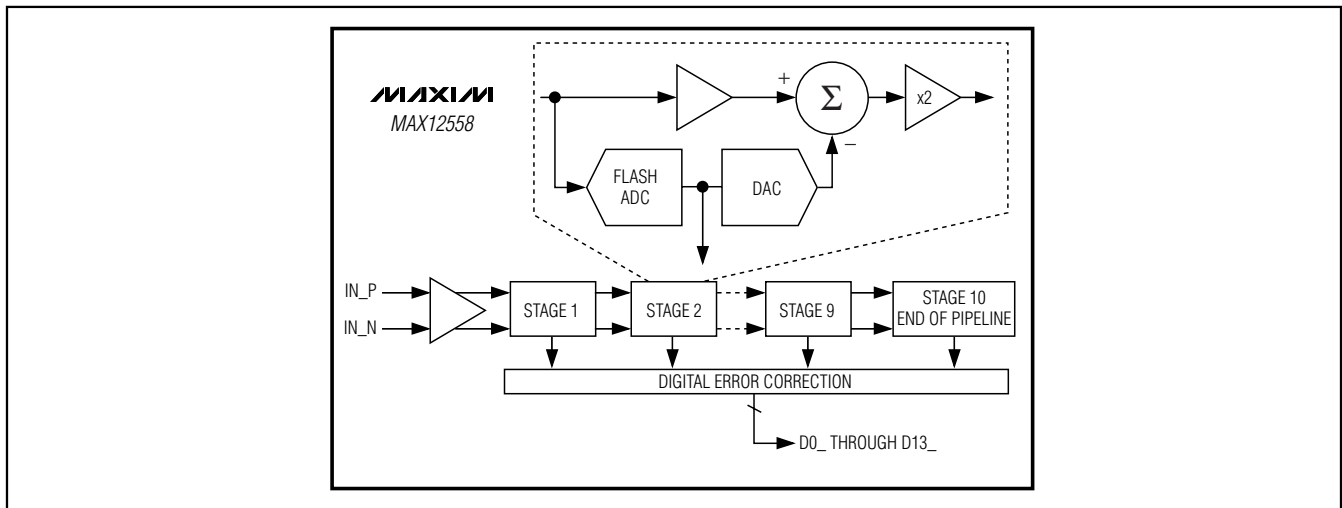 MAXIM
MAX12558
+
Σ
x2
−
FLASH
ADC
DAC
IN_P
IN_N
STAGE 1
STAGE 2
STAGE 9
STAGE 10
END OF PIPELINE
DIGITAL ERROR CORRECTION
D0_ THROUGH D13_